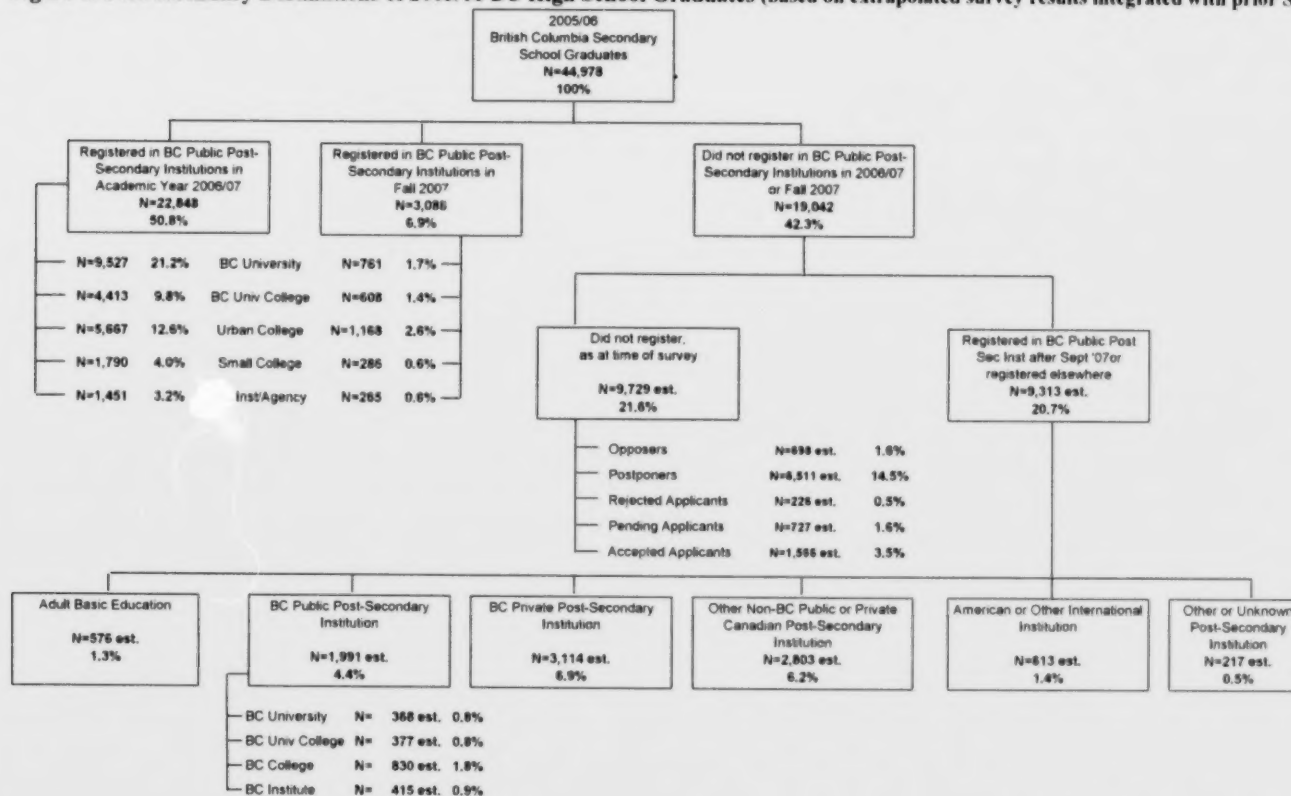 2005/06
British Columbia Secondary
School Graduates
N=44,978
100%
Registered in BC Public Post-
Secondary Institutions in
Academic Year 2006/07
N=22,848
50.8%
Registered in BC Public Post-
Secondary Institutions in
Fall 2007
N=3,086
6.9%
Did not register in BC Public Post-
Secondary Institutions in 2006/07
or Fall 2007
N=19,042
42.3%
N=9,527 21.2% BC University N=761 1.7%
N=4,413 9.8% BC Univ College N=608 1.4%
N=5,667 12.6% Urban College N=1,168 2.6%
N=1,790 4.0% Small College N=286 0.6%
N=1,451 3.2% Inst/Agency N=265 0.6%
Did not register,
as at time of survey
N=9,729 est.
21.6%
Registered in BC Public Post
Sec Inst after Sept '07or
registered elsewhere
N=9,313 est.
20.7%
Opposers N=698 est. 1.6%
Postponers N=6,511 est. 14.5%
Rejected Applicants N=226 est. 0.5%
Pending Applicants N=727 est. 1.6%
Accepted Applicants N=1,566 est. 3.5%
Adult Basic Education
N=576 est.
1.3%
BC Public Post-Secondary
Institution
N=1,991 est.
4.4%
BC Private Post-Secondary
Institution
N=3,114 est.
6.9%
Other Non-BC Public or Private
Canadian Post-Secondary
Institution
N=2,803 est.
6.2%
American or Other International
Institution
N=613 est.
1.4%
Other or Unknown
Post-Secondary
Institution
N=217 est.
0.5%
BC University N= 368 est. 0.8%
BC Univ College N= 377 est. 0.8%
BC College N= 830 est. 1.8%
BC Institute N= 415 est. 0.9%